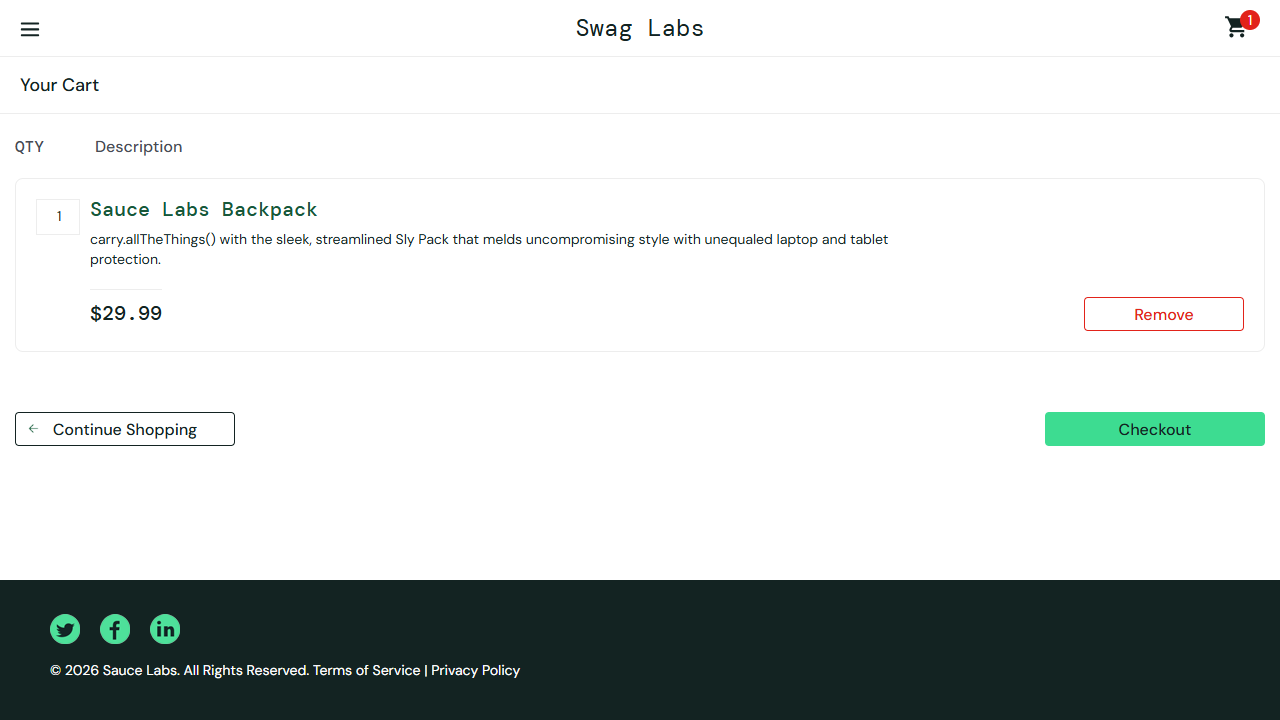 Swag Labs
1
Your Cart
QTY Description
1
Sauce Labs Backpack
carry.allTheThings() with the sleek, streamlined Sly Pack that melds uncompromising style with unequaled laptop and tablet
protection.
$29.99
Remove
Continue Shopping
Checkout
© 2026 Sauce Labs. All Rights Reserved. Terms of Service | Privacy Policy